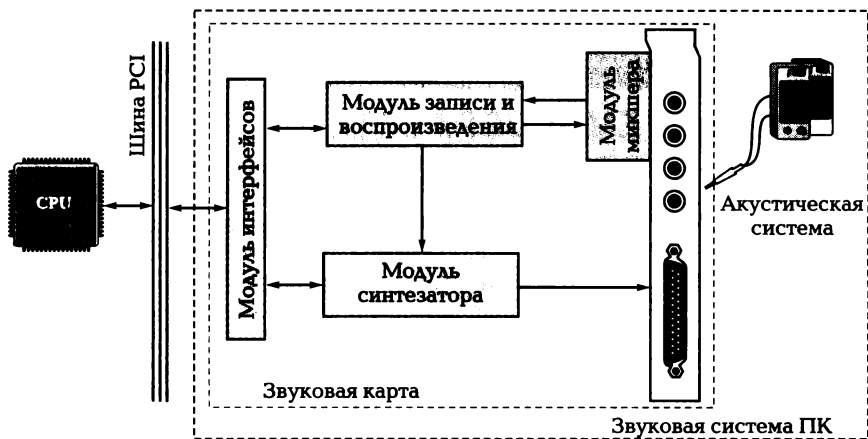 Шина PCI
CPU
Модуль интерфейсов
Модуль записи и
воспроизведения
Модуль
микшера
Модуль
синтезатора
Акустическая
система
Звуковая карта
Звуковая система ПК